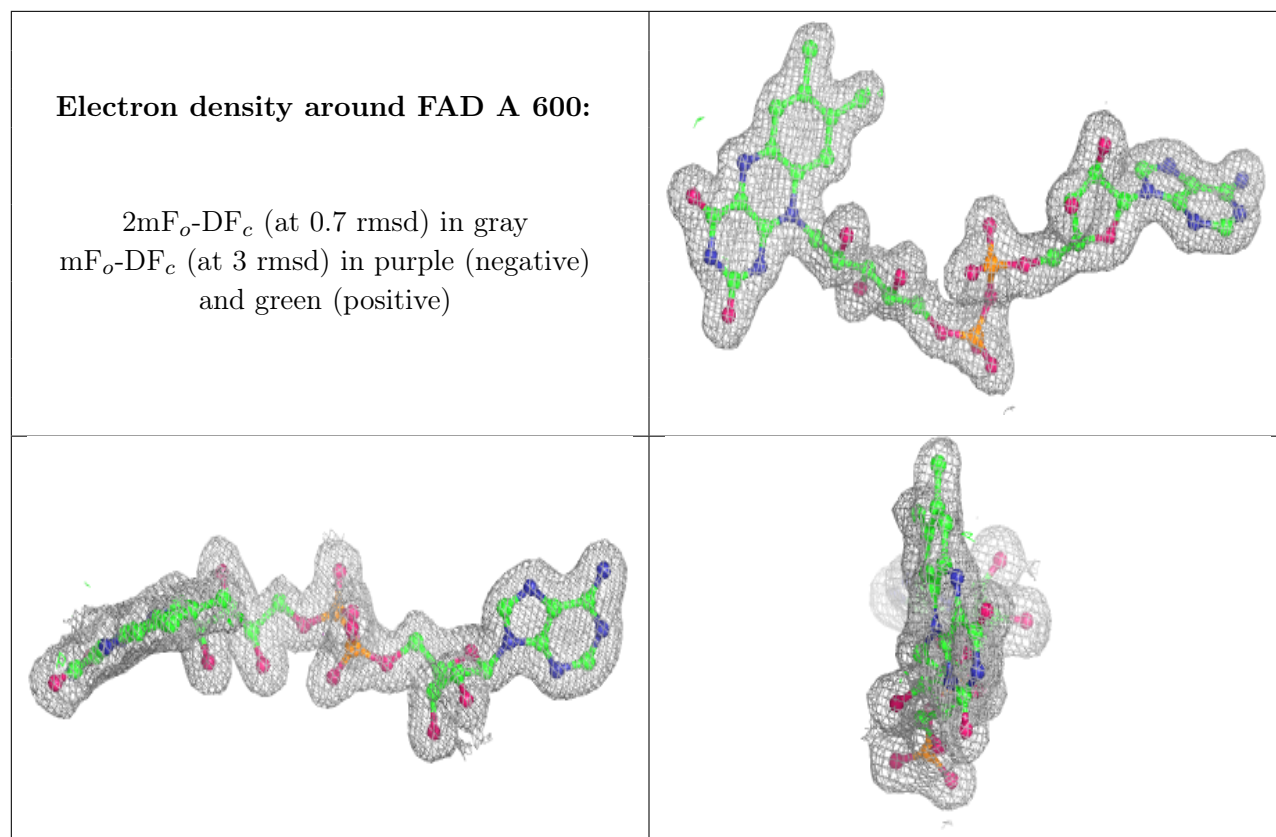 Electron density around FAD A 600:
2mFₒ-DF𝒸 (at 0.7 rmsd) in gray
mFₒ-DF𝒸 (at 3 rmsd) in purple (negative)
and green (positive)